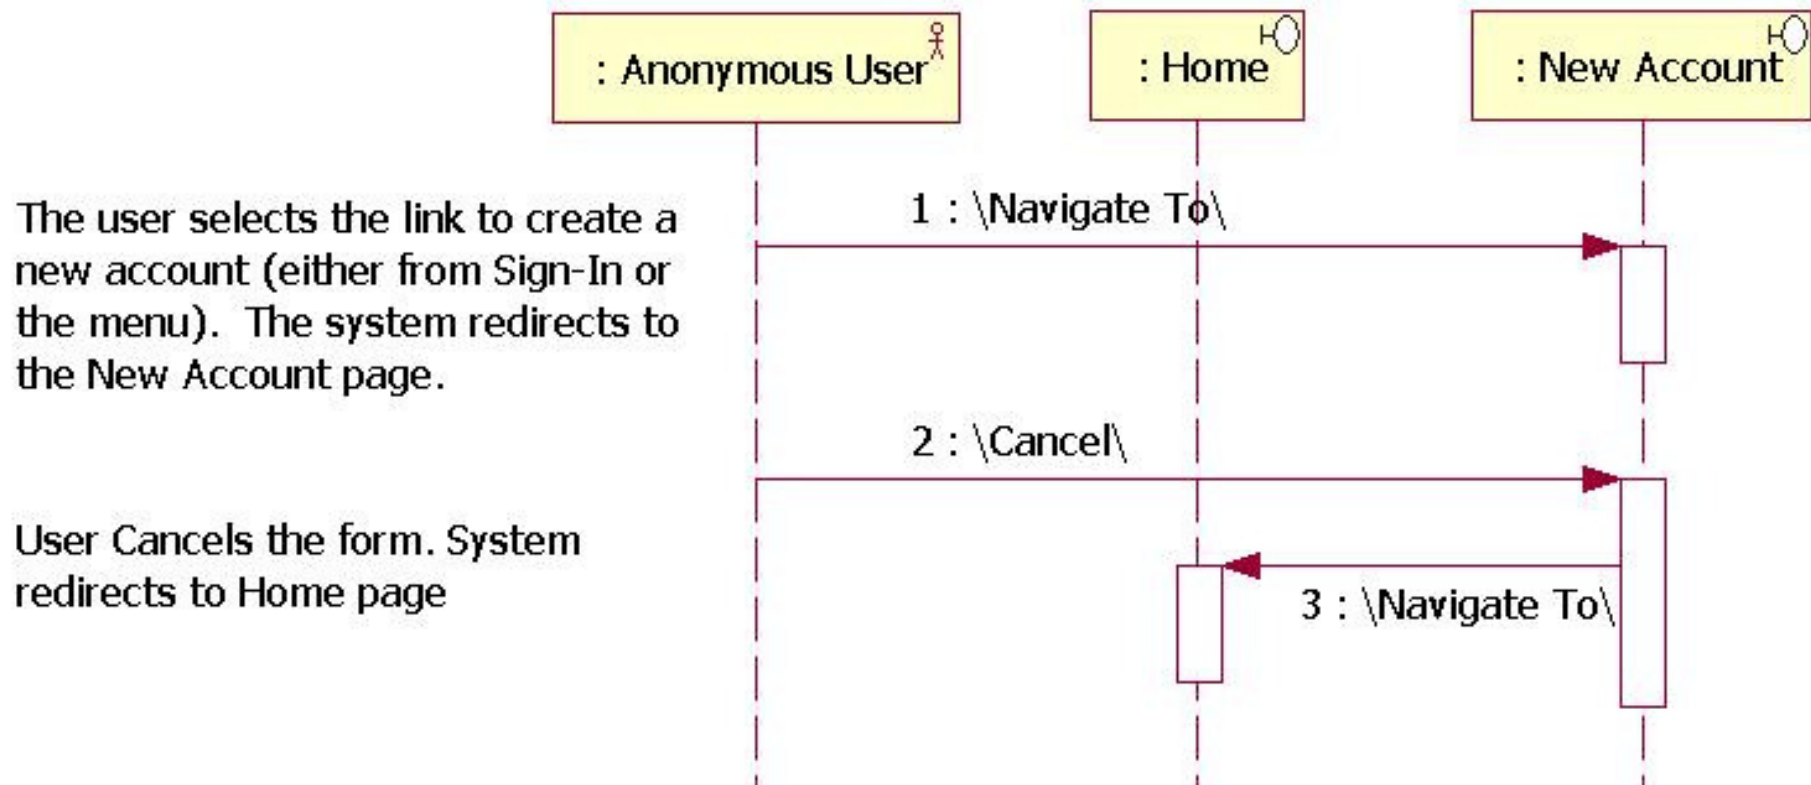 : Anonymous User
: Home
: New Account
1 : \Navigate To\
The user selects the link to create a
new account (either from Sign-In or
the menu).  The system redirects to
the New Account page.
2 : \Cancel\
User Cancels the form. System
redirects to Home page
3 : \Navigate To\